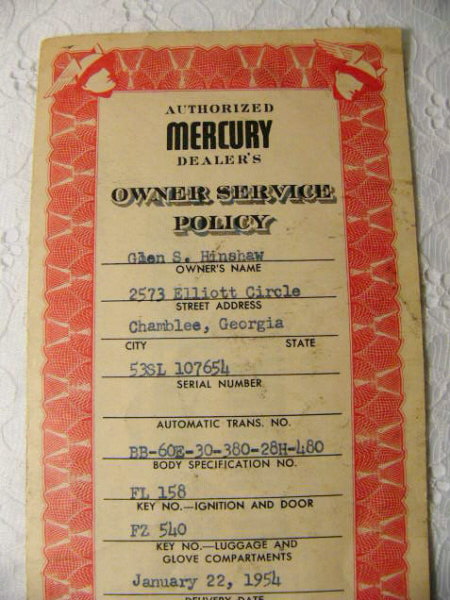 AUTHORIZED
MERCURY
DEALER'S
OWNER SERVICE
POLICY
Glen S. Hinshaw
OWNER'S NAME
2573 Elliott Circle
STREET ADDRESS
Chamblee, Georgia
CITY STATE
53SL 107654
SERIAL NUMBER
AUTOMATIC TRANS. NO.
BB-60E-30-380-28H-480
BODY SPECIFICATION NO.
FL 158
KEY NO.—IGNITION AND DOOR
FZ 540
KEY NO.—LUGGAGE AND
GLOVE COMPARTMENTS
January 22, 1954
DELIVERY DATE